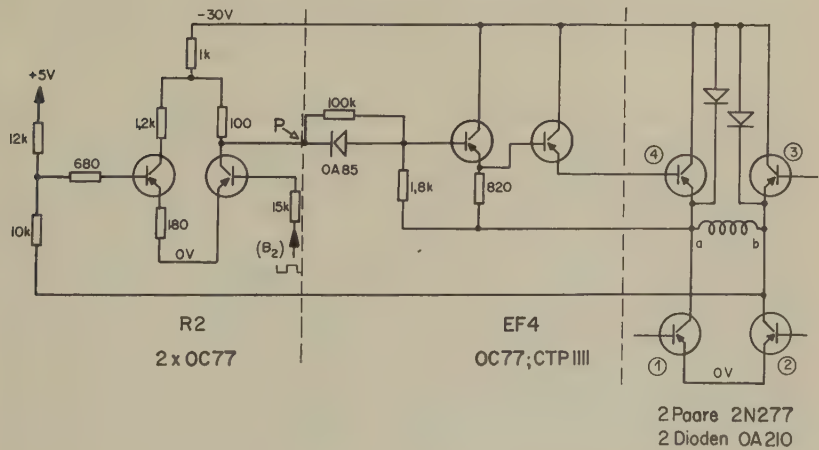 -30V
1k
+5V
12k
1,2k
100
P
100k
OA85
680
1,8k
820
④
③
180
15k
10k
0V
(B₂)
a
b
R2
2 x OC77
EF4
OC77; CTP 1111
①
②
0V
2 Paare 2N277
2 Dioden OA210